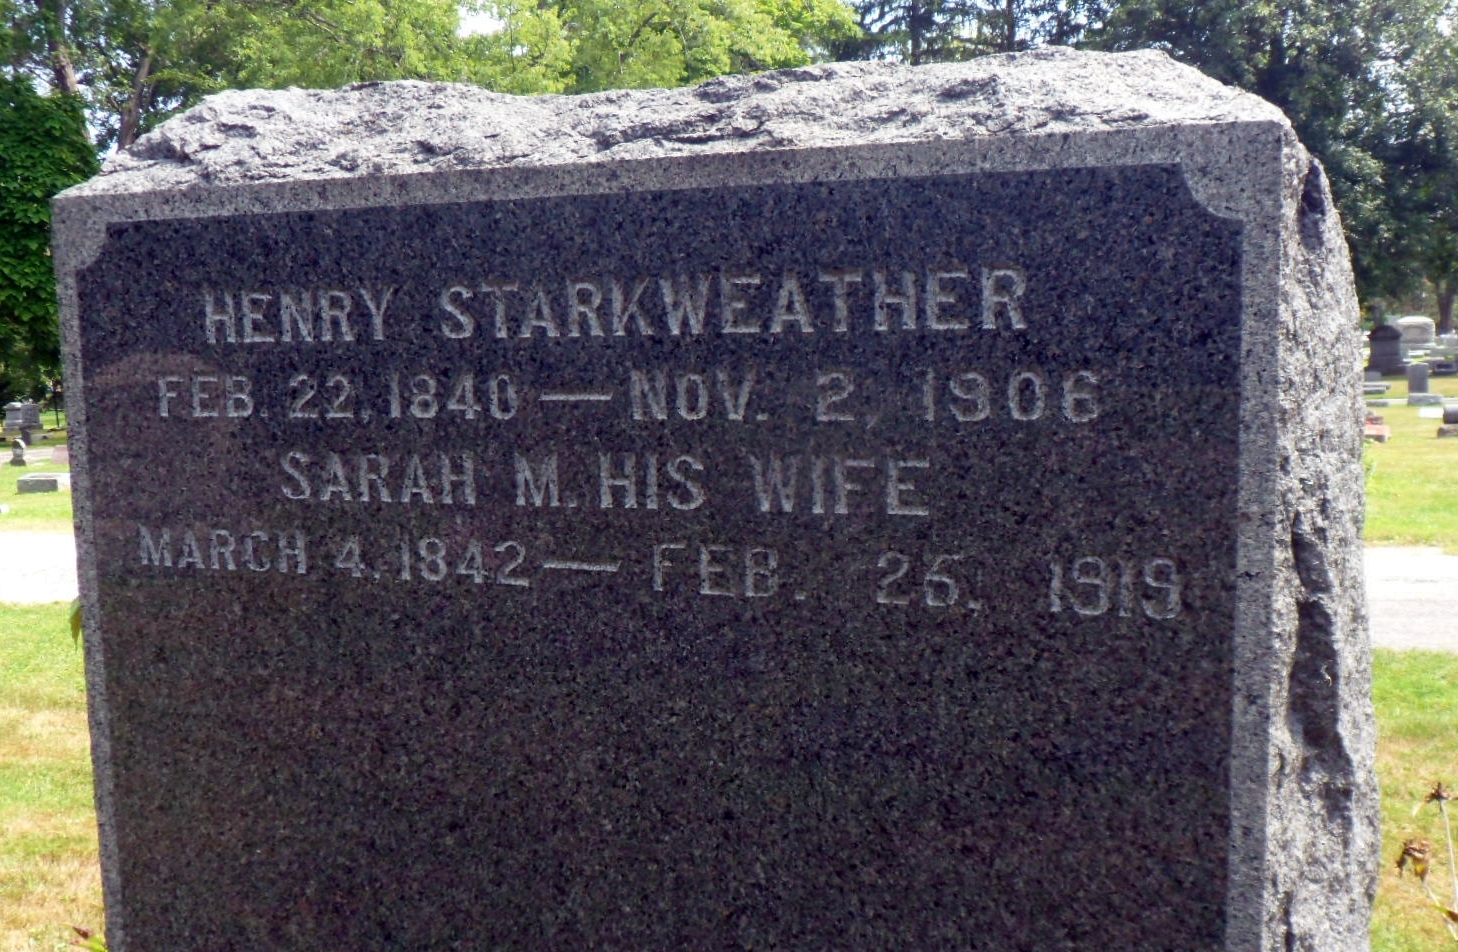 HENRY STARKWEATHER
FEB. 22, 1840 — NOV. 2, 1906
SARAH M. HIS WIFE
MARCH 4, 1842 — FEB. 26, 1919